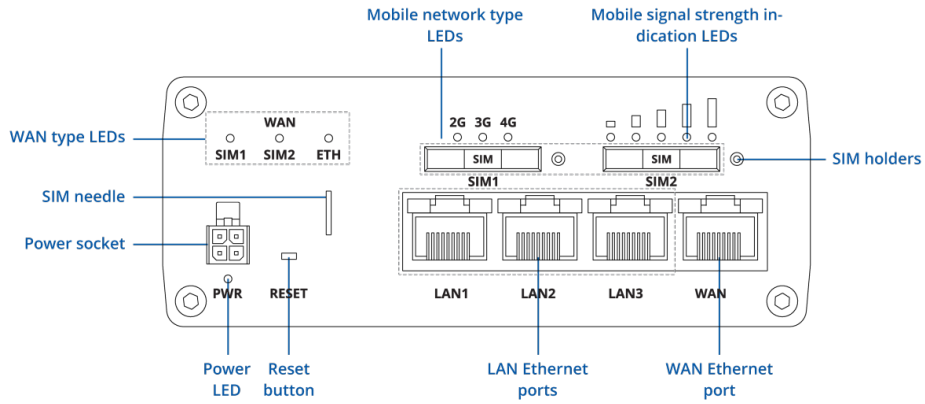 Mobile network type
LEDs
Mobile signal strength in-
dication LEDs
WAN type LEDs
WAN
SIM1 SIM2 ETH
2G 3G 4G
SIM
SIM
SIM holders
SIM1
SIM2
SIM needle
Power socket
PWR
RESET
LAN1
LAN2
LAN3
WAN
Power
LED
Reset
button
LAN Ethernet
ports
WAN Ethernet
port